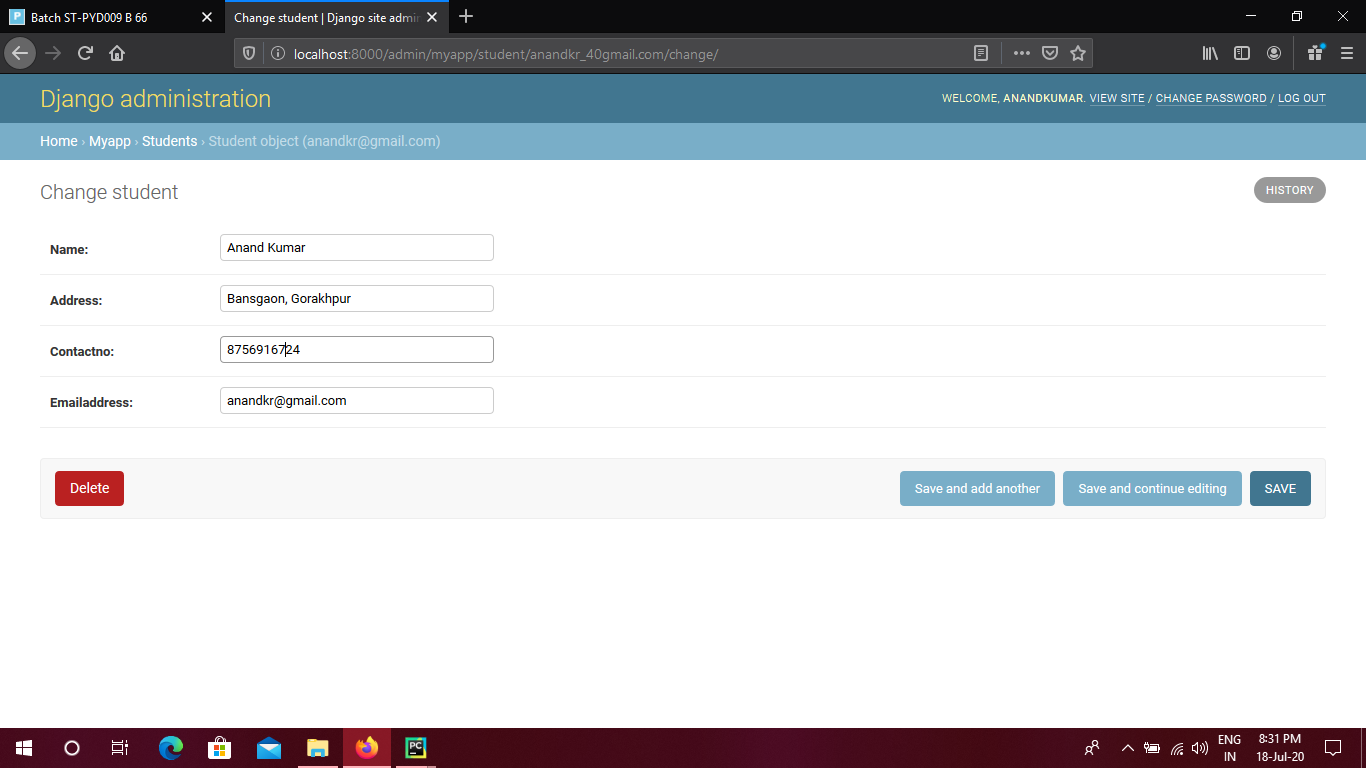 Batch ST-PYD009 B 66
Change student | Django site admin
localhost:8000/admin/myapp/student/anandkr_40gmail.com/change/
Django administration
WELCOME, ANANDKUMAR. VIEW SITE / CHANGE PASSWORD / LOG OUT
Home › Myapp › Students › Student object (anandkr@gmail.com)
Change student
HISTORY
Name:
Anand Kumar
Address:
Bansgaon, Gorakhpur
Contactno:
8756916724
Emailaddress:
anandkr@gmail.com
Delete
Save and add another
Save and continue editing
SAVE
PC
ENG
IN
8:31 PM
18-Jul-20